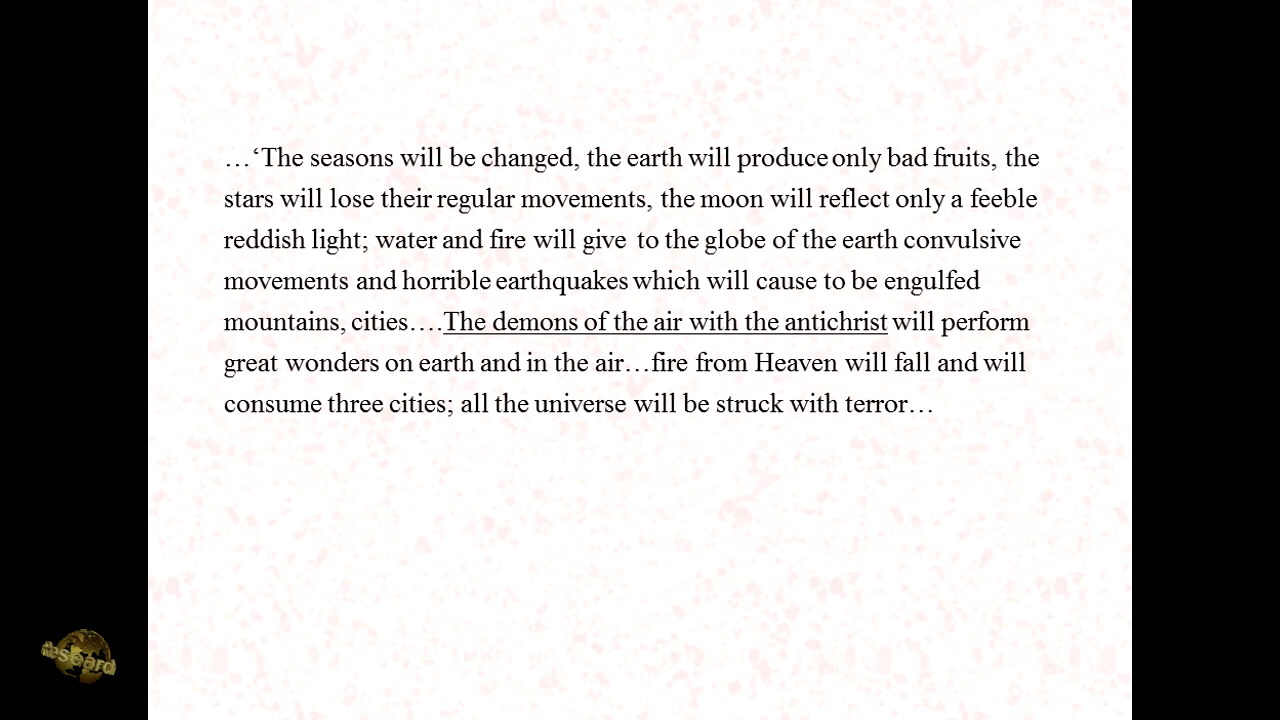 …‘The seasons will be changed, the earth will produce only bad fruits, the
stars will lose their regular movements, the moon will reflect only a feeble
reddish light; water and fire will give to the globe of the earth convulsive
movements and horrible earthquakes which will cause to be engulfed
mountains, cities….The demons of the air with the antichrist will perform
great wonders on earth and in the air…fire from Heaven will fall and will
consume three cities; all the universe will be struck with terror…